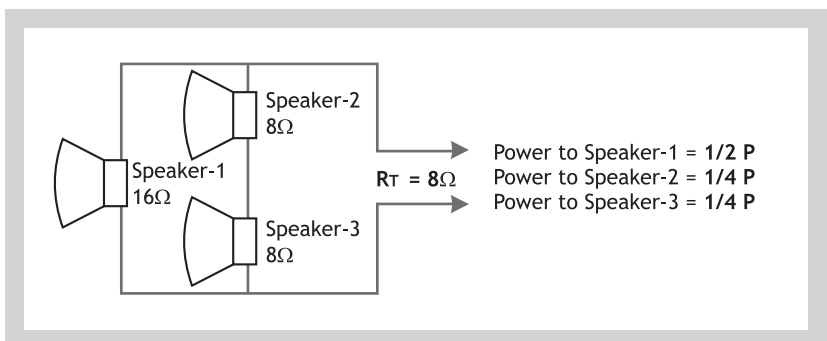 Speaker-2
8Ω
Speaker-1
16Ω
RT = 8Ω
Speaker-3
8Ω
Power to Speaker-1 = 1/2 P
Power to Speaker-2 = 1/4 P
Power to Speaker-3 = 1/4 P